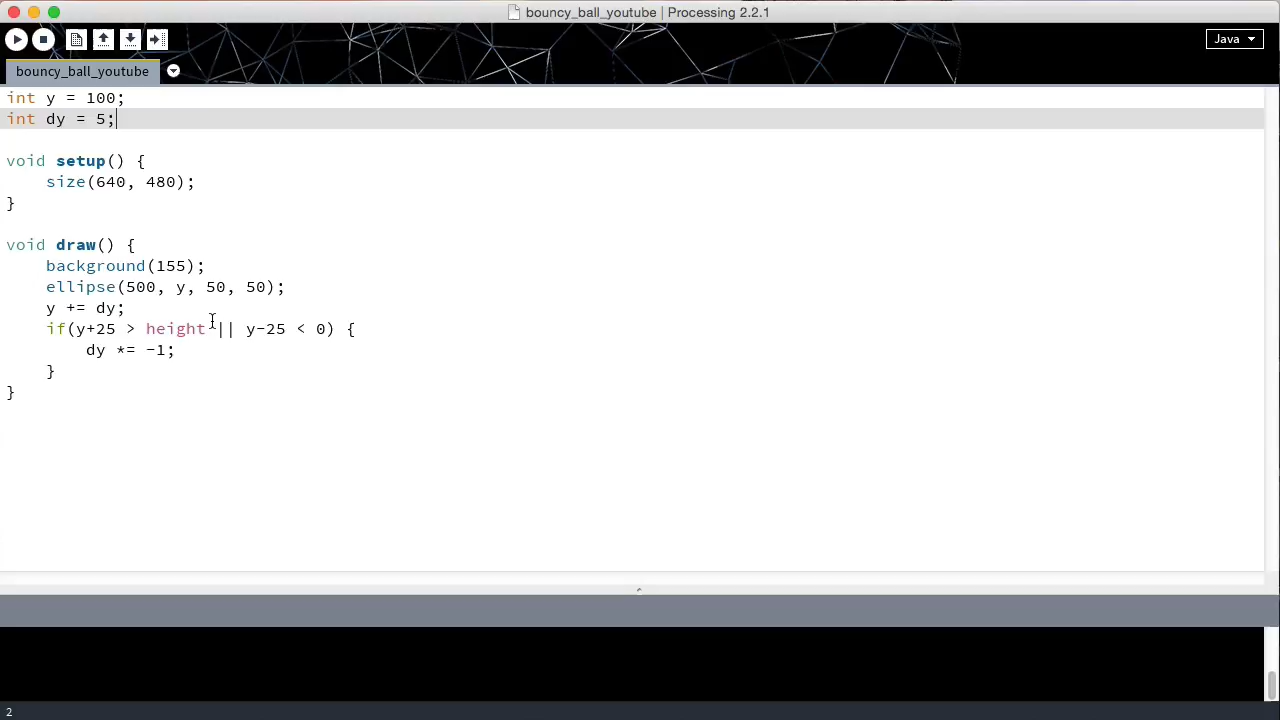 bouncy_ball_youtube | Processing 2.2.1
Java
bouncy_ball_youtube
int y = 100;
int dy = 5;
void setup() {
size(640, 480);
}
void draw() {
background(155);
ellipse(500, y, 50, 50);
y += dy;
if(y+25 > height || y-25 < 0) {
dy *= -1;
}
}
2